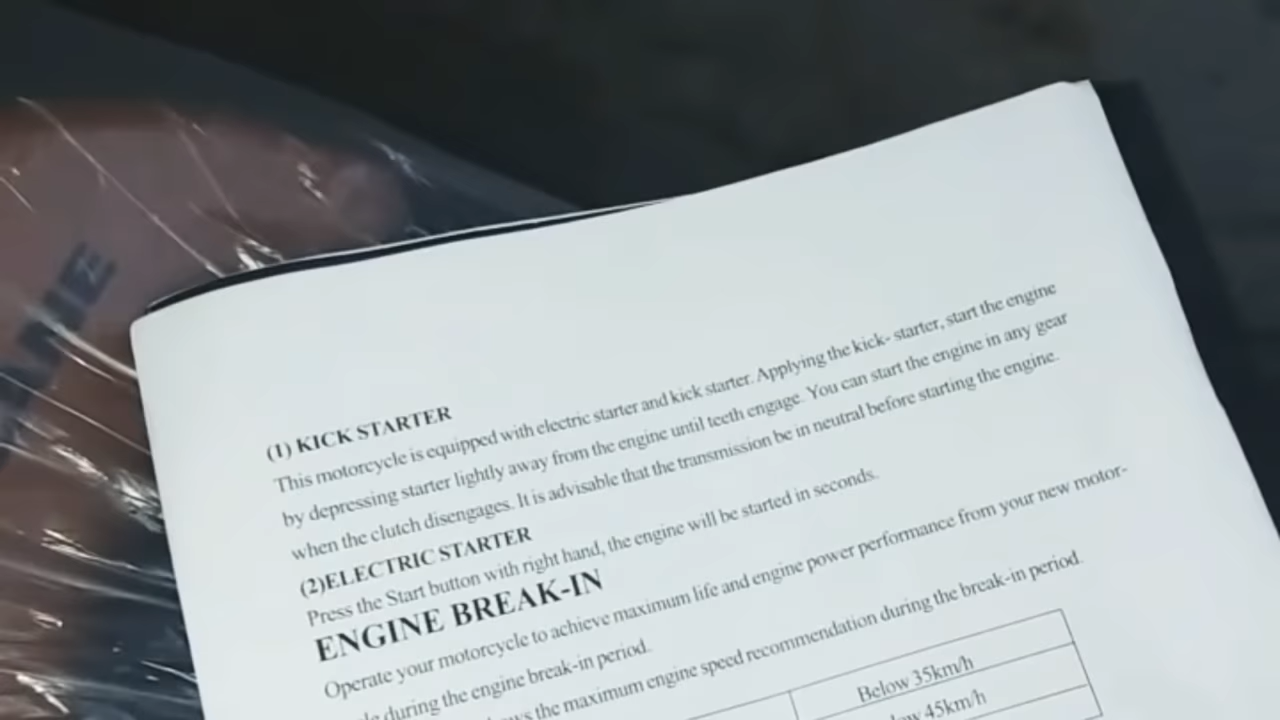 (1) KICK STARTER
This motorcycle is equipped with electric starter and kick starter. Applying the kick- starter, start the engine
by depressing starter lightly away from the engine until teeth engage. You can start the engine in any gear
when the clutch disengages. It is advisable that the transmission be in neutral before starting the engine.
(2)ELECTRIC STARTER
Press the Start button with right hand, the engine will be started in seconds.
ENGINE BREAK-IN
Operate your motorcycle to achieve maximum life and engine power performance from your new motor-
during the engine break-in period.
the maximum engine speed recommendation during the break-in period.
Below 35km/h
45km/h